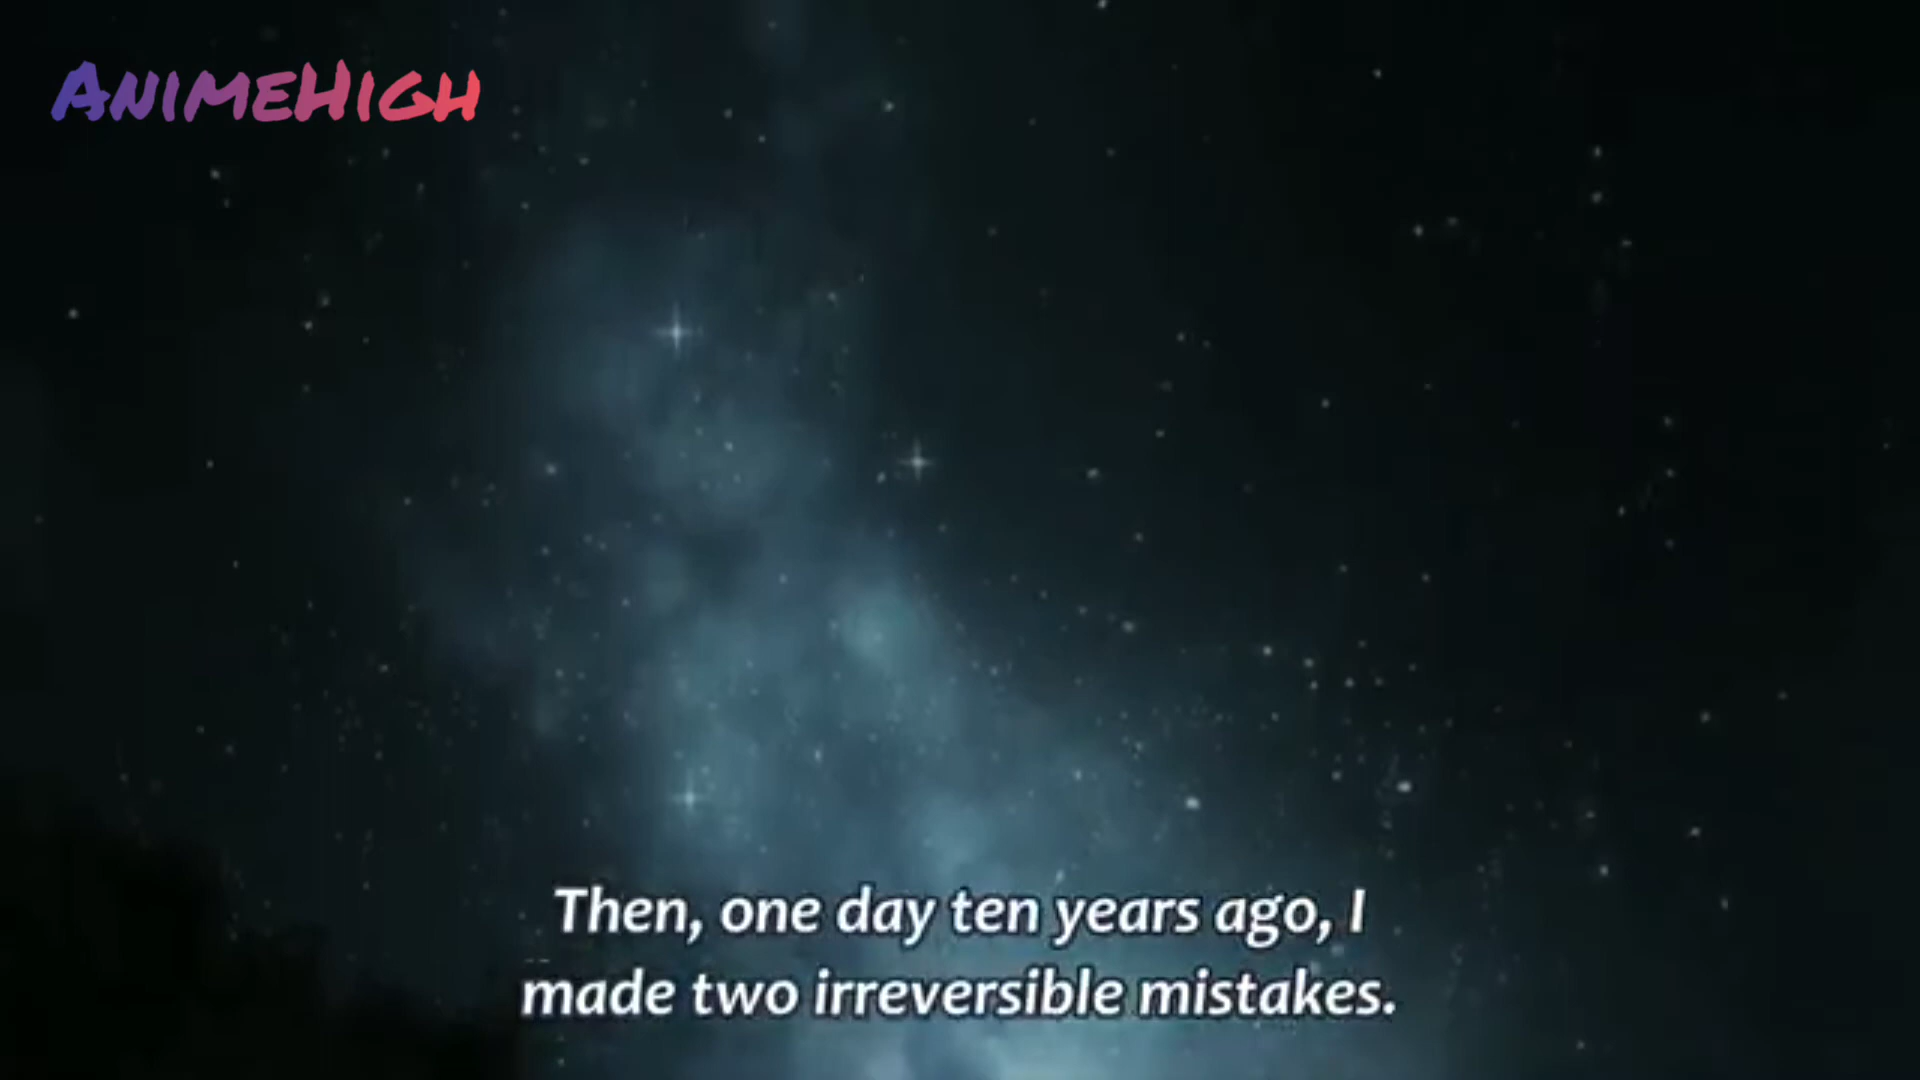 AnimeHigh
Then, one day ten years ago, I
made two irreversible mistakes.